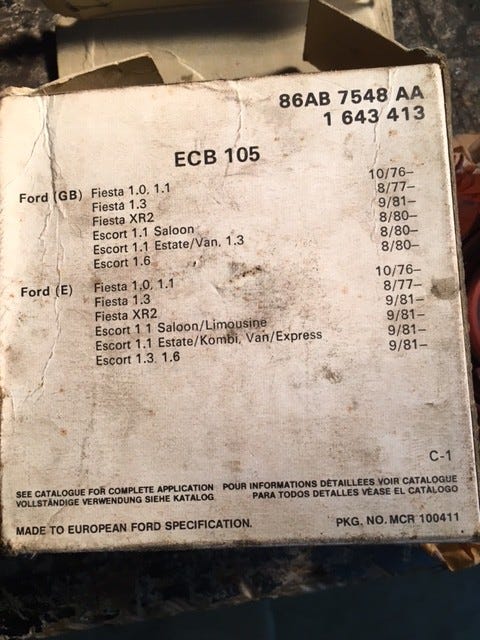 86AB 7548 AA
1 643 413
ECB 105
Ford (GB) Fiesta 1.0, 1.1 10/76–
Fiesta 1.3 8/77–
Fiesta XR2 9/81–
Escort 1.1 Saloon 8/80–
Escort 1.1 Estate/Van, 1.3 8/80–
Escort 1.6 8/80–
Ford (E) Fiesta 1.0, 1.1 10/76–
Fiesta 1.3 8/77–
Fiesta XR2 9/81–
Escort 1 1 Saloon/Limousine 9/81–
Escort 1.1 Estate/Kombi, Van/Express 9/81–
Escort 1.3, 1.6 9/81–
C-1
SEE CATALOGUE FOR COMPLETE APPLICATION POUR INFORMATIONS DÉTAILLÉES VOIR CATALOGUE
VOLLSTÄNDIGE VERWENDUNG SIEHE KATALOG PARA TODOS DETALLES VÉASE EL CATÁLOGO
MADE TO EUROPEAN FORD SPECIFICATION. PKG. NO. MCR 100411